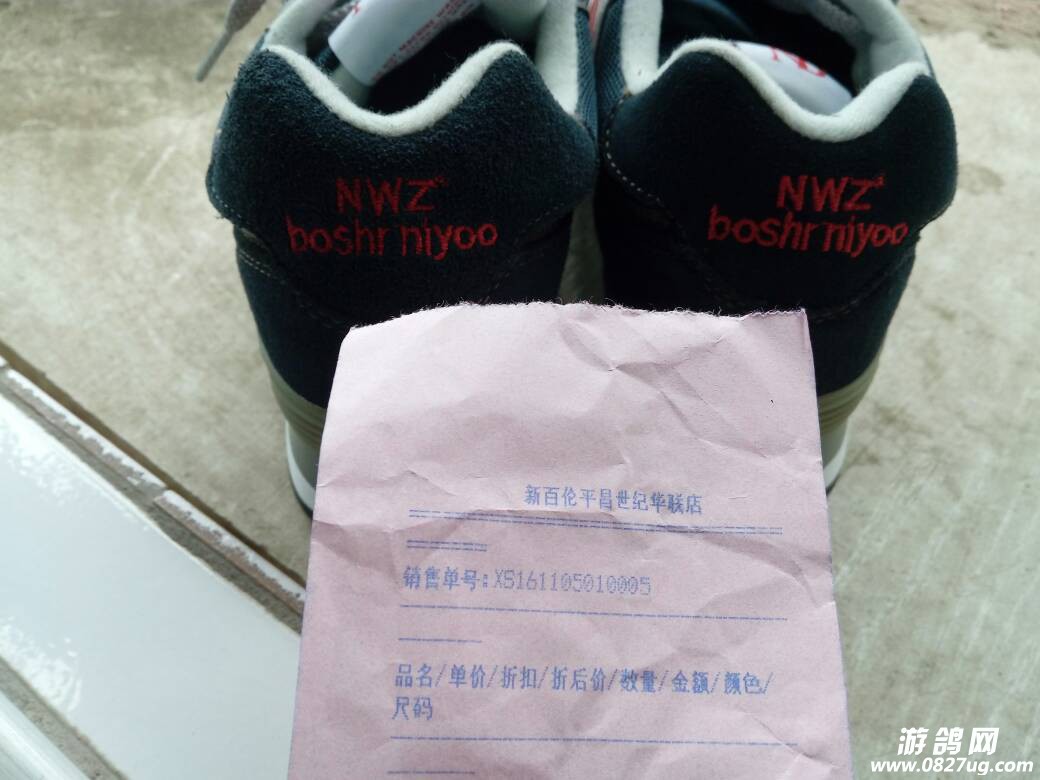 NWZ
boshr niyoo
NWZ
boshr niyoo
新百伦平昌世纪华联店
销售单号:XS161105010005
品名/单价/折扣/折后价/数量/金额/颜色/
尺码
游鸽网
www.0827ug.com